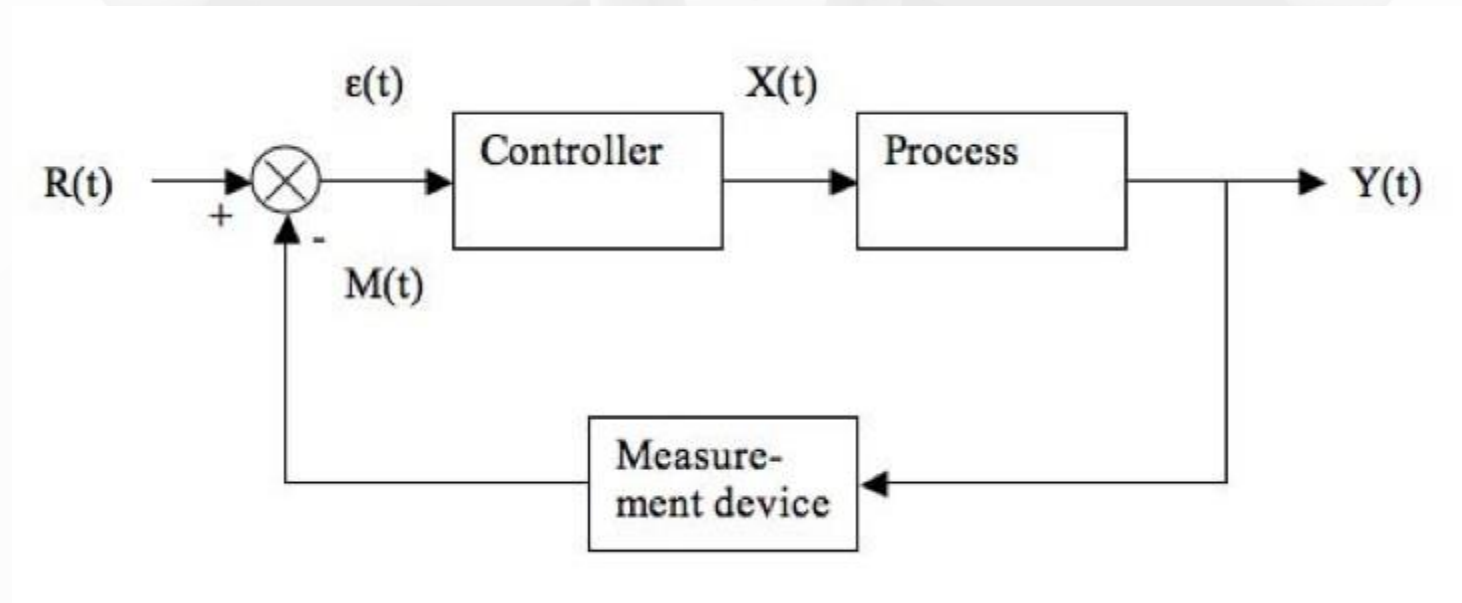 ε(t)
X(t)
R(t)
+
Controller
Process
Y(t)
-
M(t)
Measure-
ment device